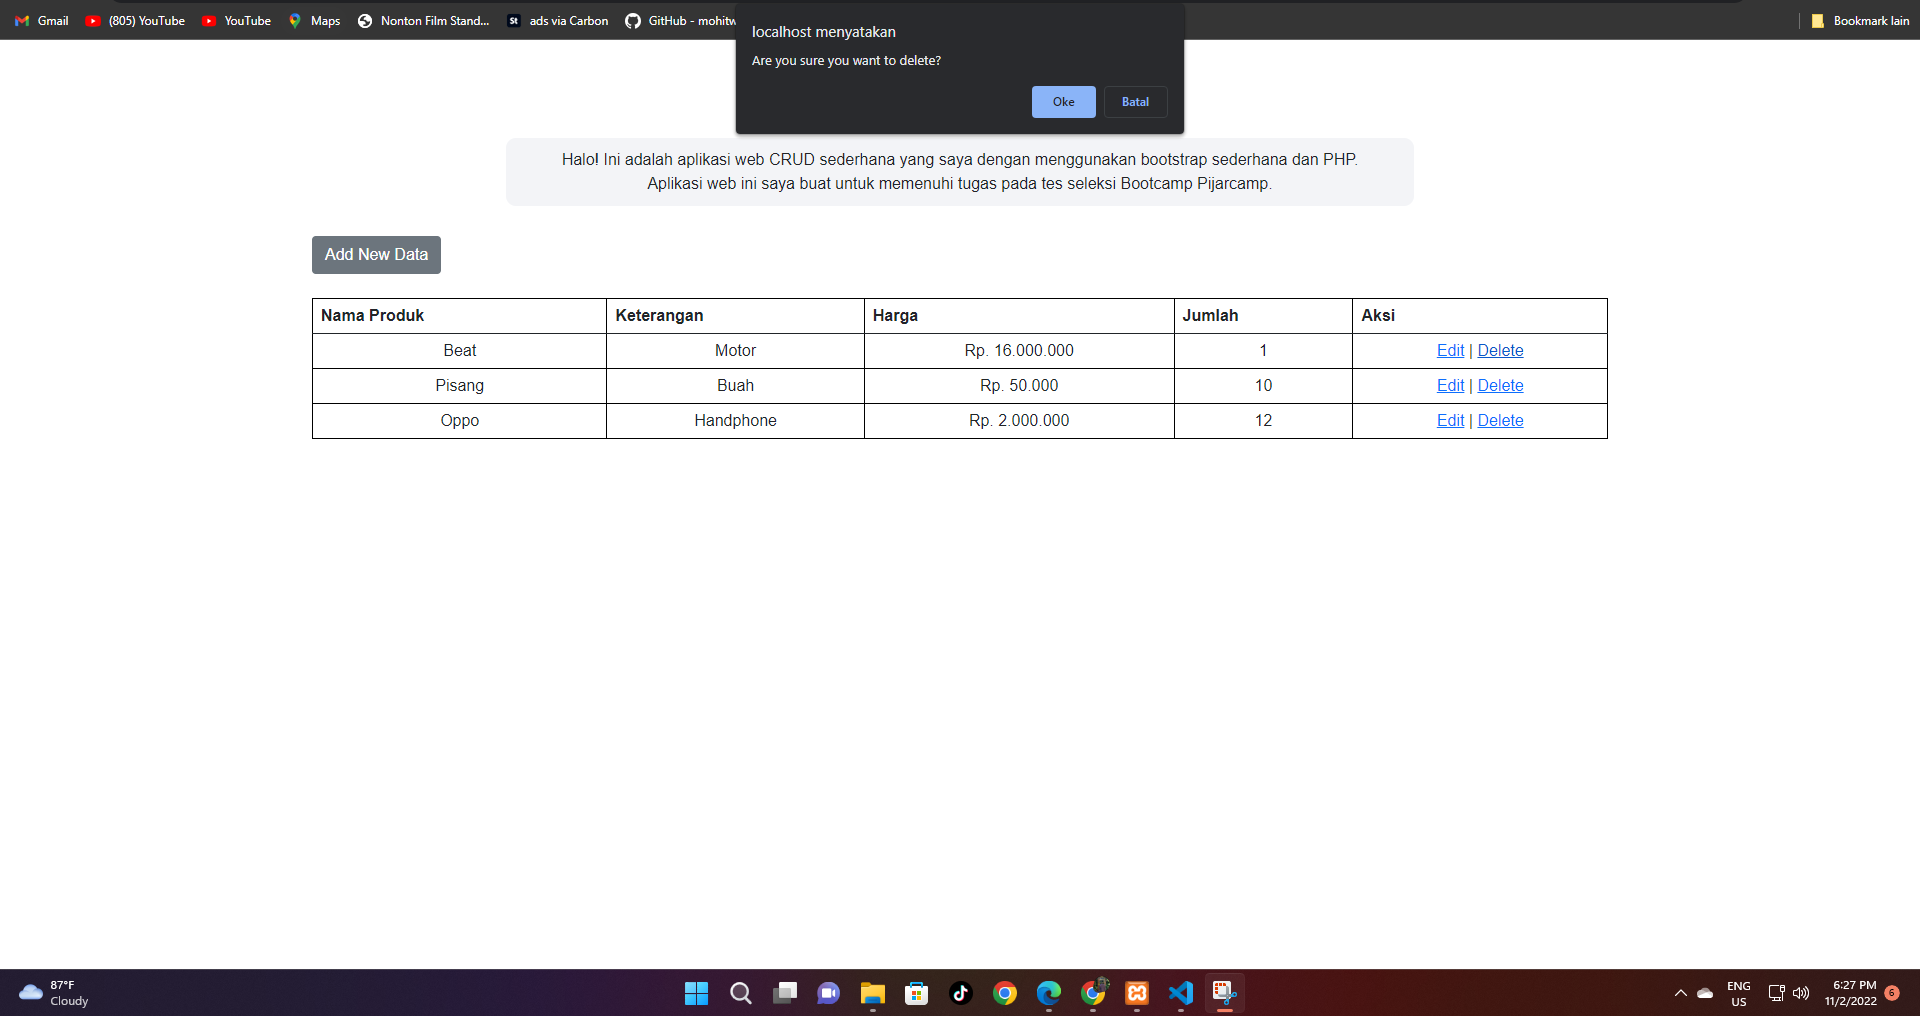 Gmail (805) YouTube YouTube Maps Nonton Film Stand... St ads via Carbon GitHub - mohitw Bookmark lain
localhost menyatakan
Are you sure you want to delete?
Oke Batal
Halo! Ini adalah aplikasi web CRUD sederhana yang saya dengan menggunakan bootstrap sederhana dan PHP.
Aplikasi web ini saya buat untuk memenuhi tugas pada tes seleksi Bootcamp Pijarcamp.
Add New Data
Nama Produk Keterangan Harga Jumlah Aksi
Beat Motor Rp. 16.000.000 1 Edit | Delete
Pisang Buah Rp. 50.000 10 Edit | Delete
Oppo Handphone Rp. 2.000.000 12 Edit | Delete
87°F
Cloudy
ENG
US
6:27 PM
11/2/2022
6